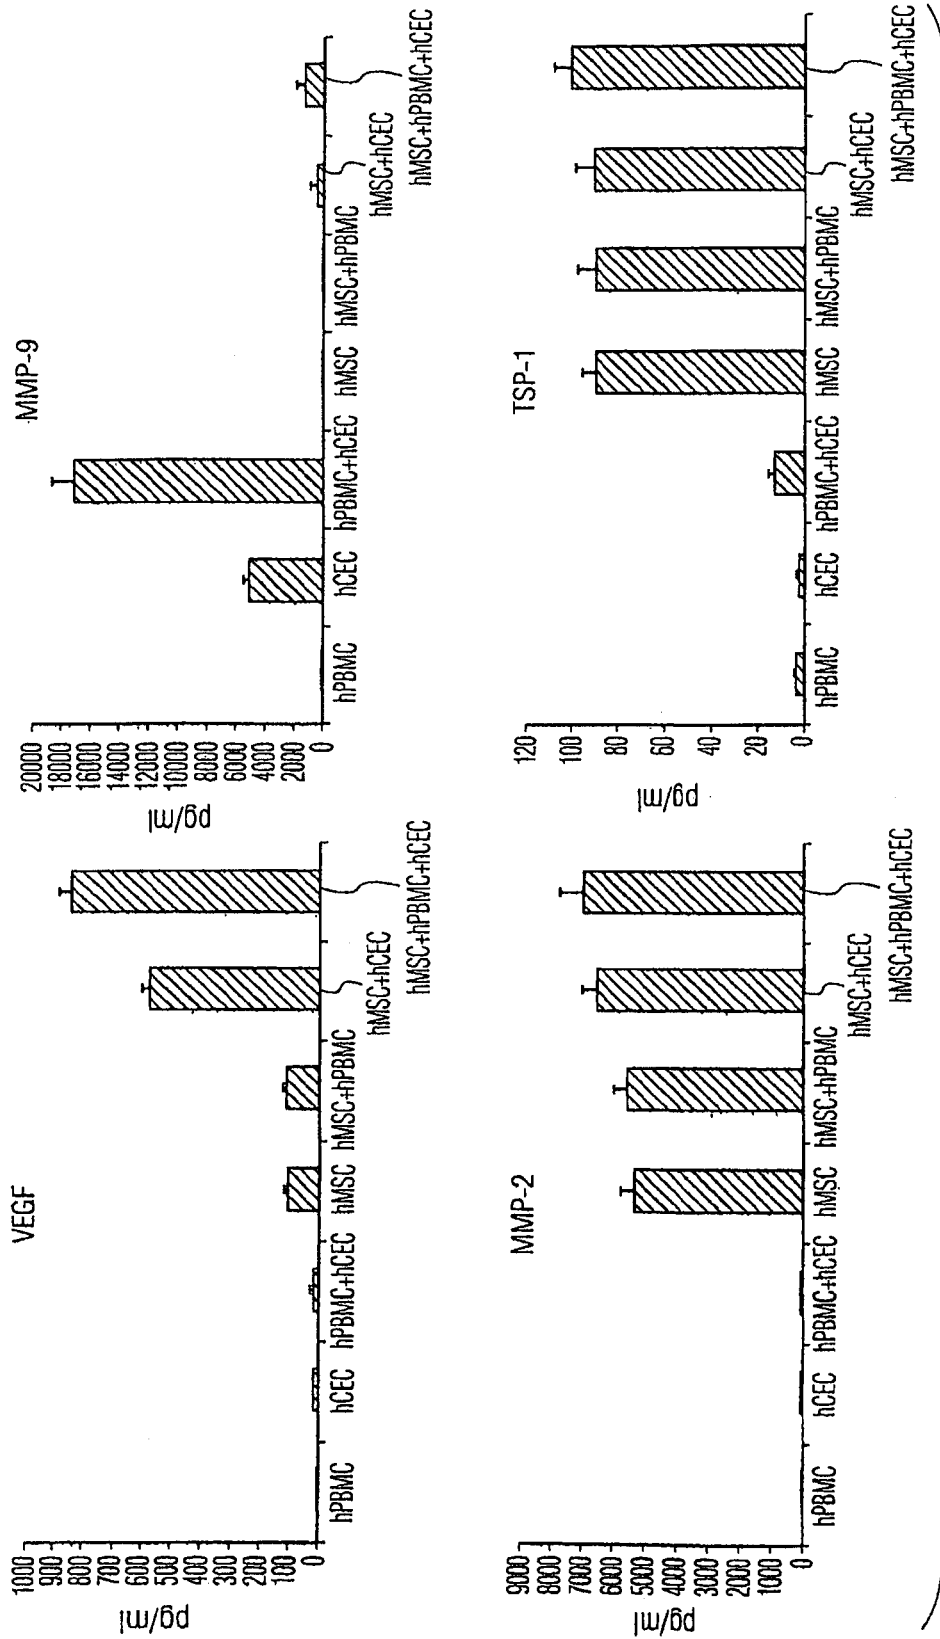 VEGF
pg/ml
1000
900
800
700
600
500
400
300
200
100
0
hPBMC
hCEC
hPBMC+hCEC
hMSC
hMSC+hPBMC
hMSC+hCEC
hMSC+hPBMC+hCEC
MMP-9
pg/ml
20000
18000
16000
14000
12000
10000
8000
6000
4000
2000
0
hPBMC
hCEC
hPBMC+hCEC
hMSC
hMSC+hPBMC
hMSC+hCEC
hMSC+hPBMC+hCEC
MMP-2
pg/ml
9000
8000
7000
6000
5000
4000
3000
2000
1000
0
hPBMC
hCEC
hPBMC+hCEC
hMSC
hMSC+hPBMC
hMSC+hCEC
hMSC+hPBMC+hCEC
TSP-1
pg/ml
120
100
80
60
40
20
0
hPBMC
hCEC
hPBMC+hCEC
hMSC
hMSC+hPBMC
hMSC+hCEC
hMSC+hPBMC+hCEC